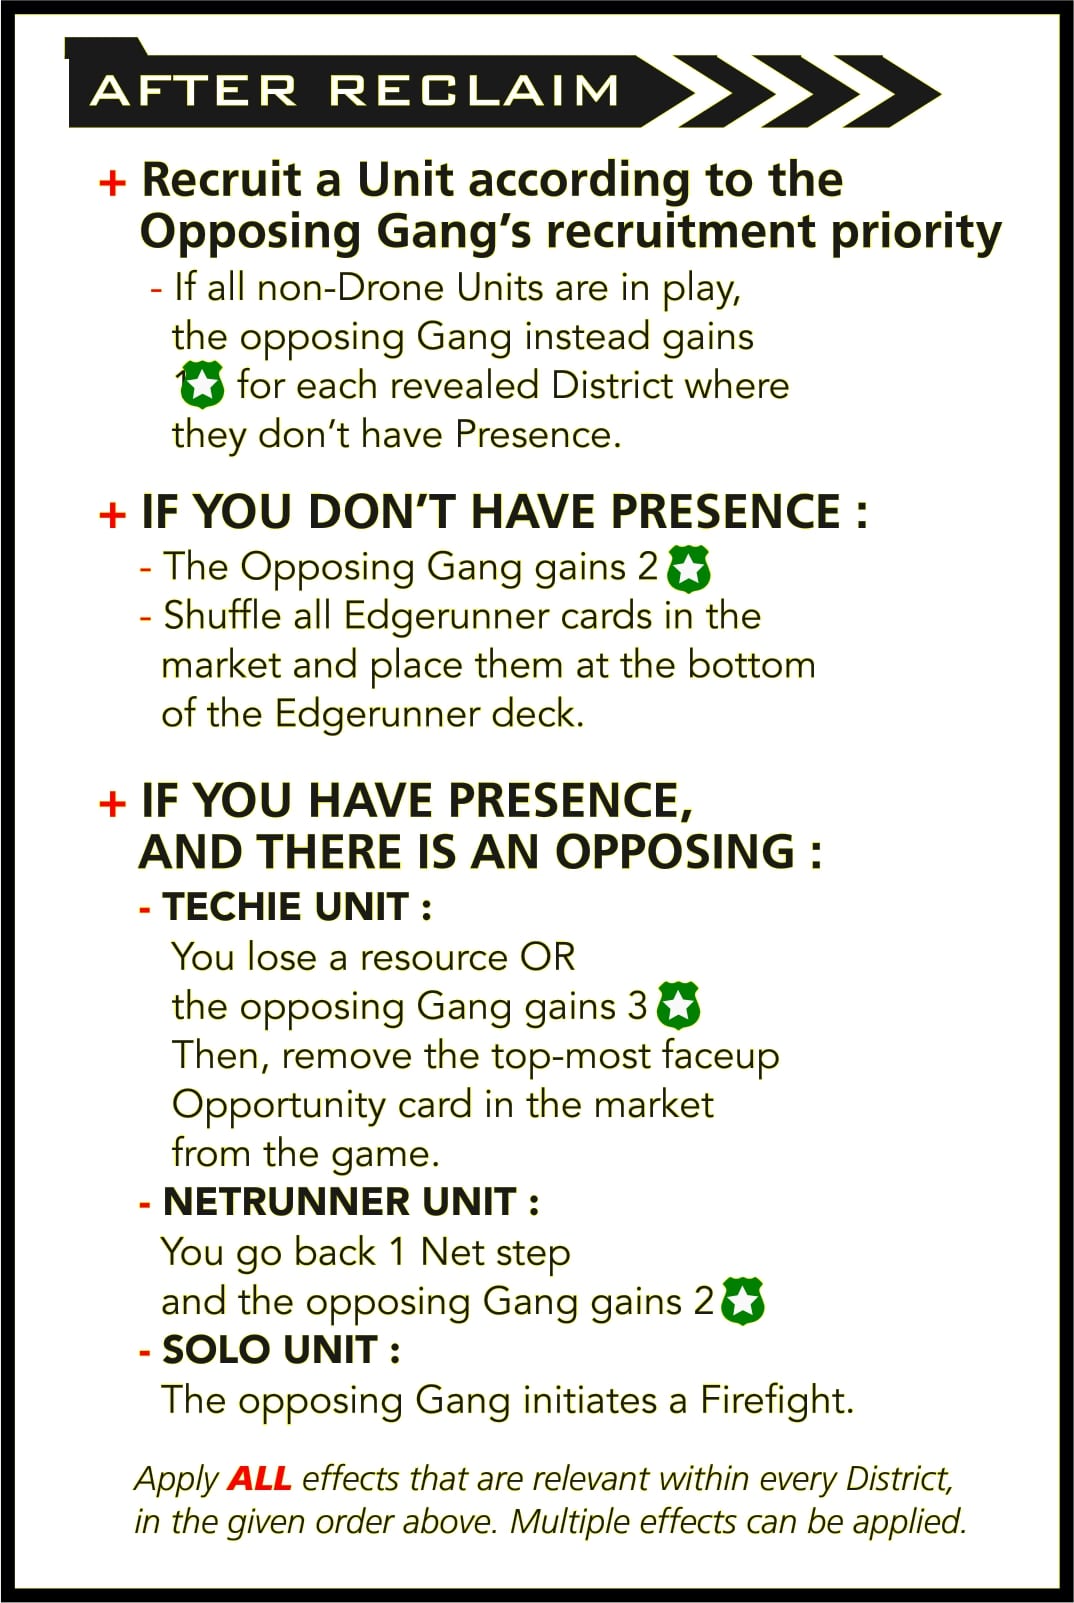 AFTER RECLAIM
+ Recruit a Unit according to the
Opposing Gang's recruitment priority
- If all non-Drone Units are in play,
the opposing Gang instead gains
1 for each revealed District where
they don't have Presence.
+ IF YOU DON'T HAVE PRESENCE :
- The Opposing Gang gains 2
- Shuffle all Edgerunner cards in the
market and place them at the bottom
of the Edgerunner deck.
+ IF YOU HAVE PRESENCE,
AND THERE IS AN OPPOSING :
- TECHIE UNIT :
You lose a resource OR
the opposing Gang gains 3
Then, remove the top-most faceup
Opportunity card in the market
from the game.
- NETRUNNER UNIT :
You go back 1 Net step
and the opposing Gang gains 2
- SOLO UNIT :
The opposing Gang initiates a Firefight.
Apply ALL effects that are relevant within every District,
in the given order above. Multiple effects can be applied.